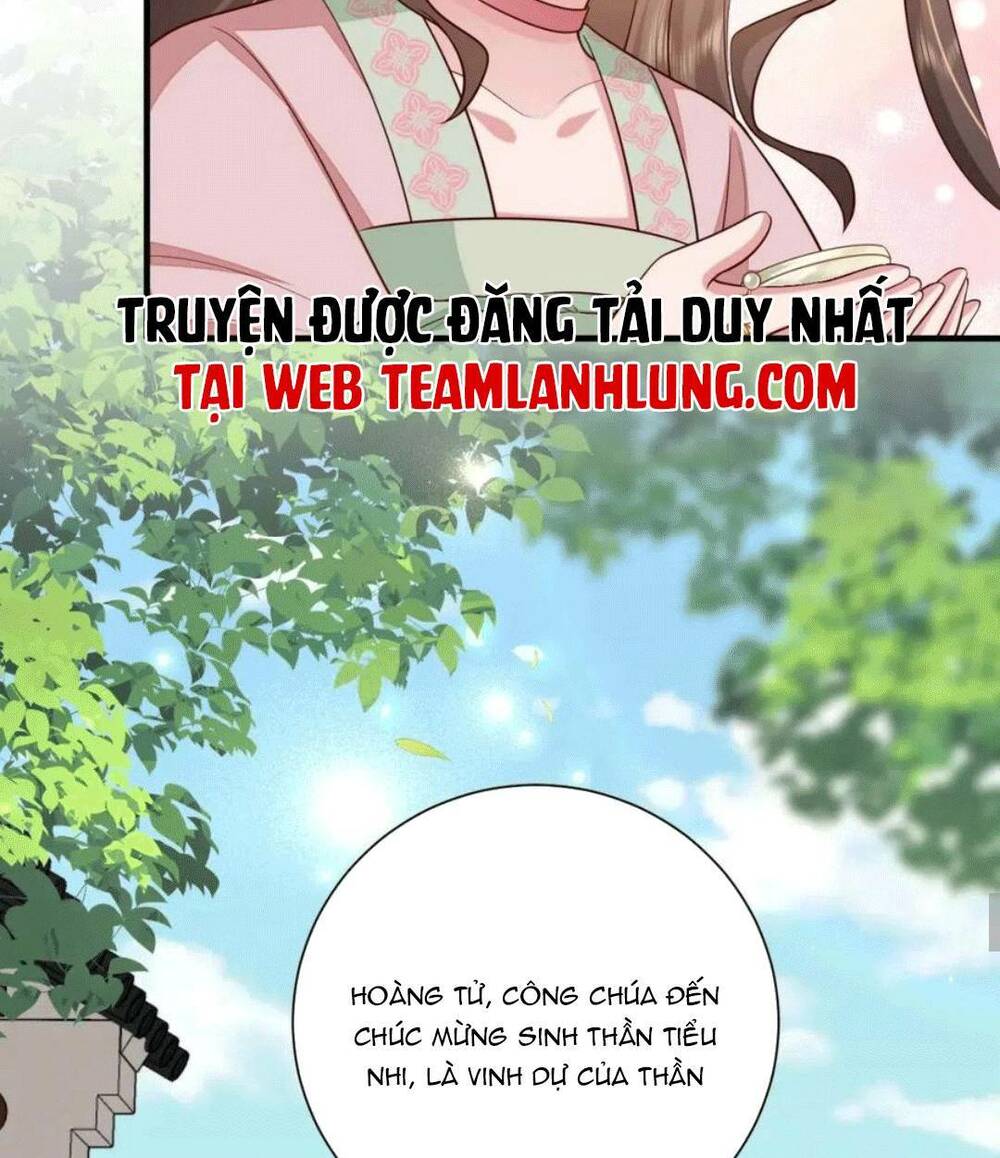 TRUYỆN ĐƯỢC ĐĂNG TẢI DUY NHẤT
TẠI WEB TEAMLANHLUNG.COM
HOÀNG TỬ, CÔNG CHÚA ĐẾN
CHÚC MỪNG SINH THẦN TIỂU
NHI, LÀ VINH DỰ CỦA THẦN